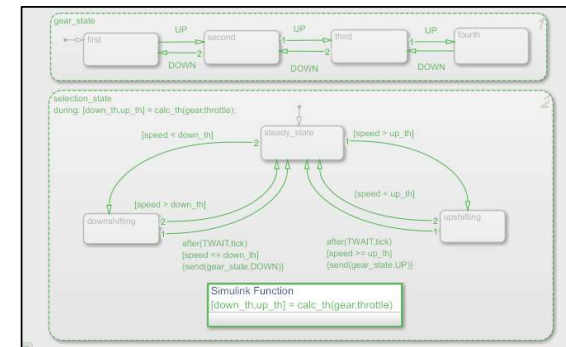 gear_state
1
first
UP
DOWN
second
2
UP
1
DOWN
2
third
UP
1
DOWN
2
fourth
DOWN
selection_state
2
during: [down_th,up_th] = calc_th(gear,throttle);
steady_state
[speed < down_th]
2
1
[speed > up_th]
[speed > down_th]
[speed < up_th]
downshifting
2
1
upshifting
2
1
after(TWAIT,tick)
[speed <= down_th]
{send(gear_state.DOWN)}
after(TWAIT,tick)
[speed >= up_th]
{send(gear_state.UP)}
Simulink Function
[down_th,up_th] = calc_th(gear,throttle)